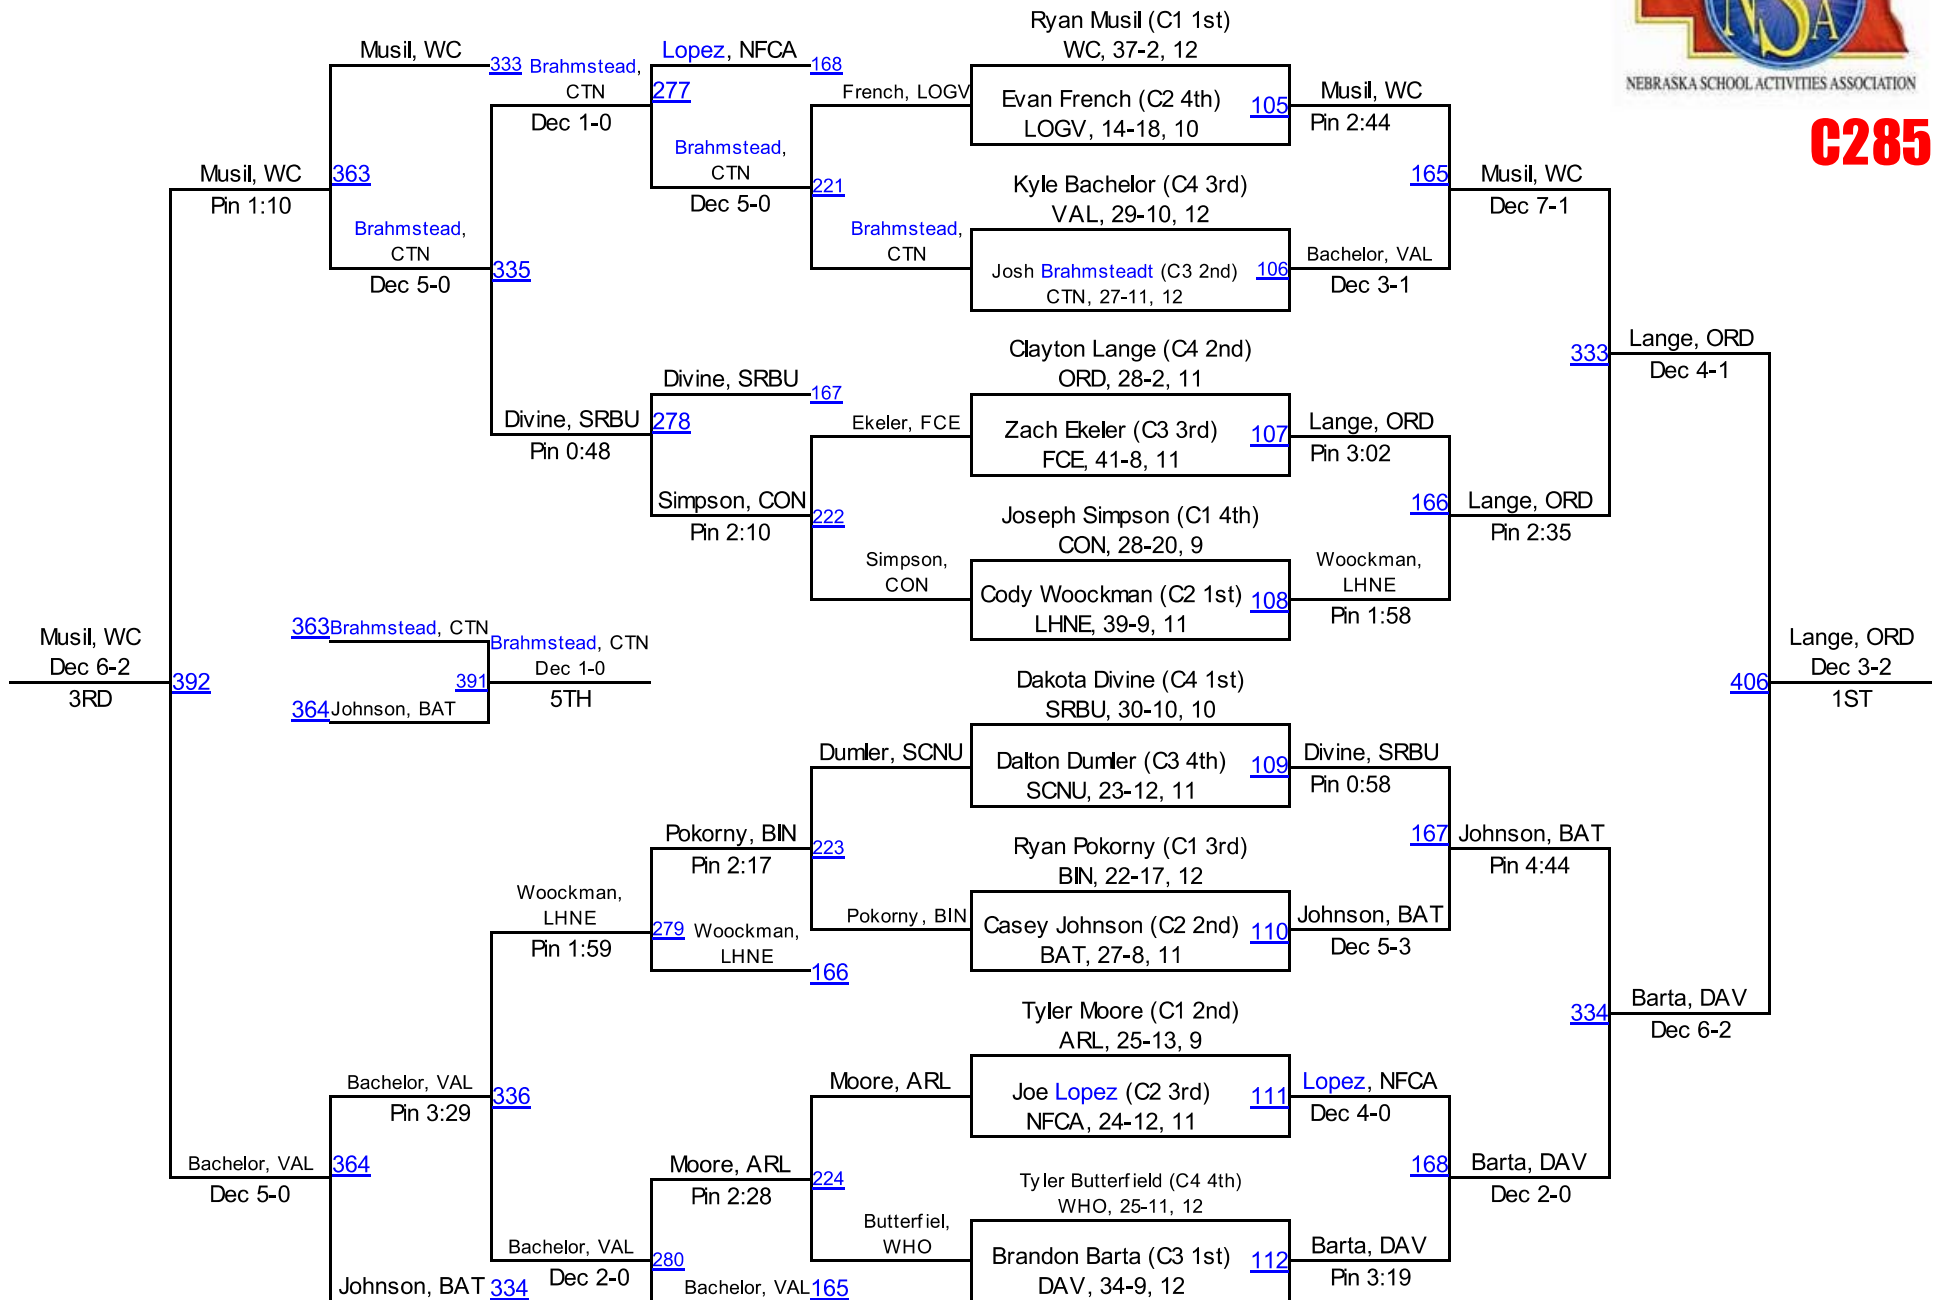 NSA
NEBRASKA SCHOOL ACTIVITIES ASSOCIATION
C285
Musil, WC
333
Brahmstead,
CTN
Dec 1-0
Lopez, NFCA
168
277
Brahmstead,
CTN
Dec 5-0
221
French, LOGV
Brahmstead,
CTN
Musil, WC
Pin 1:10
363
Brahmstead,
CTN
Dec 5-0
335
Divine, SRBU
167
Divine, SRBU
Pin 0:48
278
Simpson, CON
Pin 2:10
222
Ekeler, FCE
Simpson,
CON
Musil, WC
Dec 6-2
3RD
392
363 Brahmstead, CTN
364 Johnson, BAT
391
Brahmstead, CTN
Dec 1-0
5TH
Dumler, SCNU
Pokorny, BIN
Pin 2:17
223
Pokorny, BIN
Woockman,
LHNE
Pin 1:59
279
Woockman,
LHNE
166
Bachelor, VAL
Pin 3:29
336
Moore, ARL
Bachelor, VAL
Dec 5-0
364
Moore, ARL
Pin 2:28
224
Butterfiel,
WHO
Bachelor, VAL
Dec 2-0
280
Johnson, BAT 334
Bachelor, VAL 165
Ryan Musil (C1 1st)
WC, 37-2, 12
Evan French (C2 4th)
LOGV, 14-18, 10
105
Kyle Bachelor (C4 3rd)
VAL, 29-10, 12
Josh Brahmsteadt (C3 2nd)
CTN, 27-11, 12
106
Clayton Lange (C4 2nd)
ORD, 28-2, 11
Zach Ekeler (C3 3rd)
FCE, 41-8, 11
107
Joseph Simpson (C1 4th)
CON, 28-20, 9
Cody Woockman (C2 1st)
LHNE, 39-9, 11
108
Dakota Divine (C4 1st)
SRBU, 30-10, 10
Dalton Dumler (C3 4th)
SCNU, 23-12, 11
109
Ryan Pokorny (C1 3rd)
BIN, 22-17, 12
Casey Johnson (C2 2nd)
BAT, 27-8, 11
110
Tyler Moore (C1 2nd)
ARL, 25-13, 9
Joe Lopez (C2 3rd)
NFCA, 24-12, 11
111
Tyler Butterfield (C4 4th)
WHO, 25-11, 12
Brandon Barta (C3 1st)
DAV, 34-9, 12
112
Musil, WC
Pin 2:44
165
Bachelor, VAL
Dec 3-1
Musil, WC
Dec 7-1
Lange, ORD
Pin 3:02
166
Woockman,
LHNE
Pin 1:58
Lange, ORD
Pin 2:35
333
Lange, ORD
Dec 4-1
Divine, SRBU
Pin 0:58
167
Johnson, BAT
Dec 5-3
Johnson, BAT
Pin 4:44
Lopez, NFCA
Dec 4-0
168
Barta, DAV
Pin 3:19
Barta, DAV
Dec 2-0
334
Barta, DAV
Dec 6-2
406
Lange, ORD
Dec 3-2
1ST